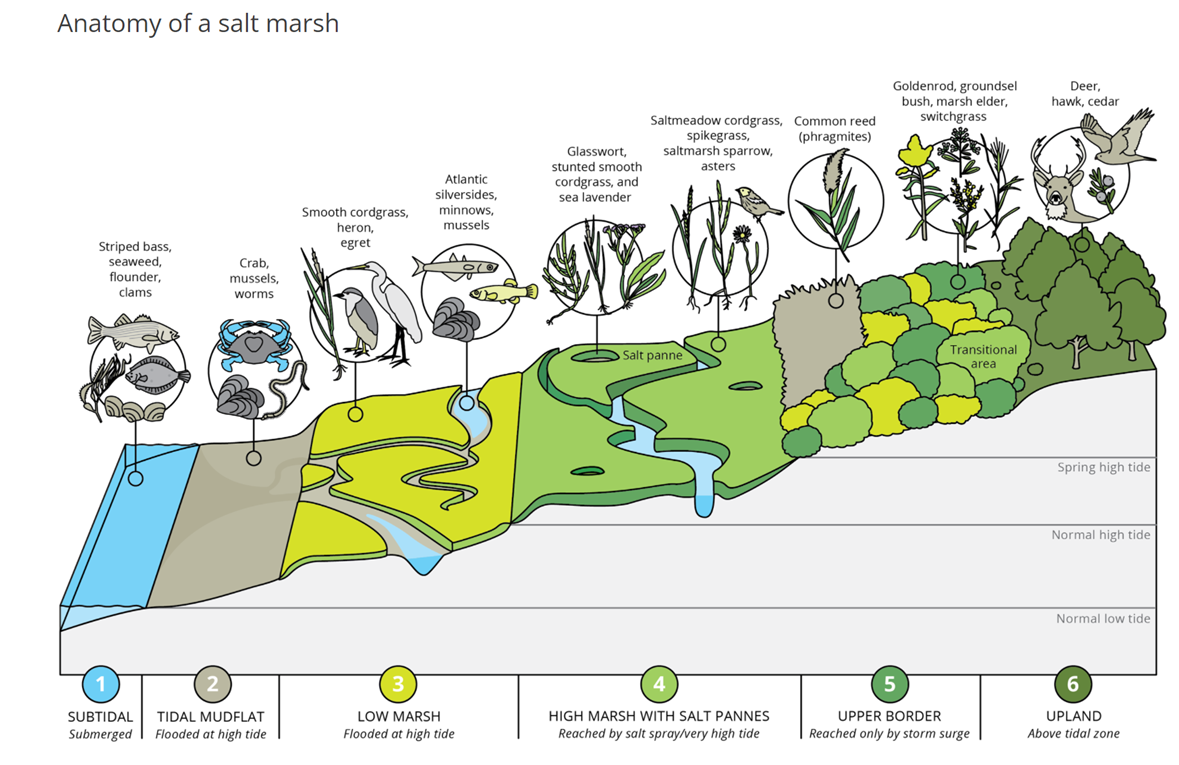 Anatomy of a salt marsh
Striped bass,
seaweed,
flounder,
clams
Crab,
mussels,
worms
Smooth cordgrass,
heron,
egret
Atlantic
silversides,
minnows,
mussels
Glasswort,
stunted smooth
cordgrass, and
sea lavender
Saltmeadow cordgrass,
spikegrass,
saltmarsh sparrow,
asters
Common reed
(phragmites)
Goldenrod, groundsel
bush, marsh elder,
switchgrass
Deer,
hawk, cedar
Salt panne
Transitional
area
Spring high tide
Normal high tide
Normal low tide
1
SUBTIDAL
Submerged
2
TIDAL MUDFLAT
Flooded at high tide
3
LOW MARSH
Flooded at high tide
4
HIGH MARSH WITH SALT PANNES
Reached by salt spray/very high tide
5
UPPER BORDER
Reached only by storm surge
6
UPLAND
Above tidal zone